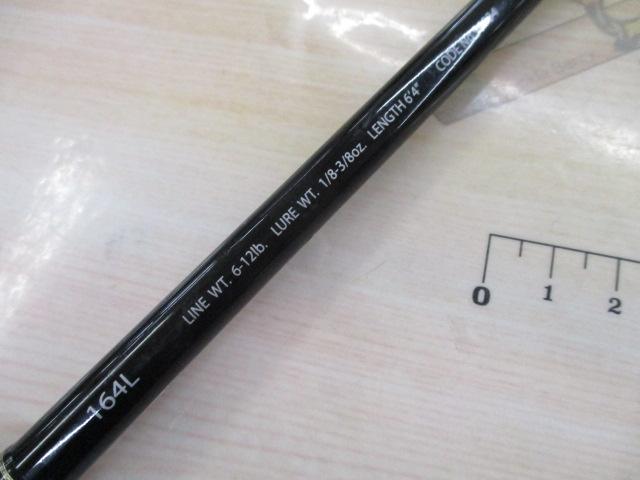 164L
LINE WT. 6-12lb. LURE WT. 1/8-3/8oz. LENGTH 6'4"
0 1 2